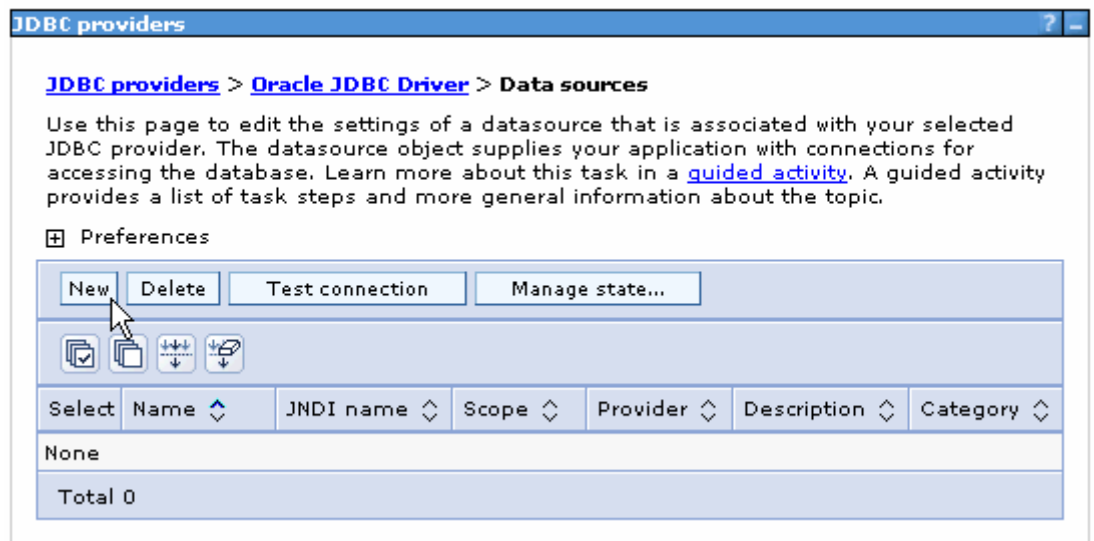 JDBC providers ? –
JDBC providers > Oracle JDBC Driver > Data sources
Use this page to edit the settings of a datasource that is associated with your selected
JDBC provider. The datasource object supplies your application with connections for
accessing the database. Learn more about this task in a guided activity. A guided activity
provides a list of task steps and more general information about the topic.
Preferences
New Delete Test connection Manage state...
Select Name JNDI name Scope Provider Description Category
None
Total 0